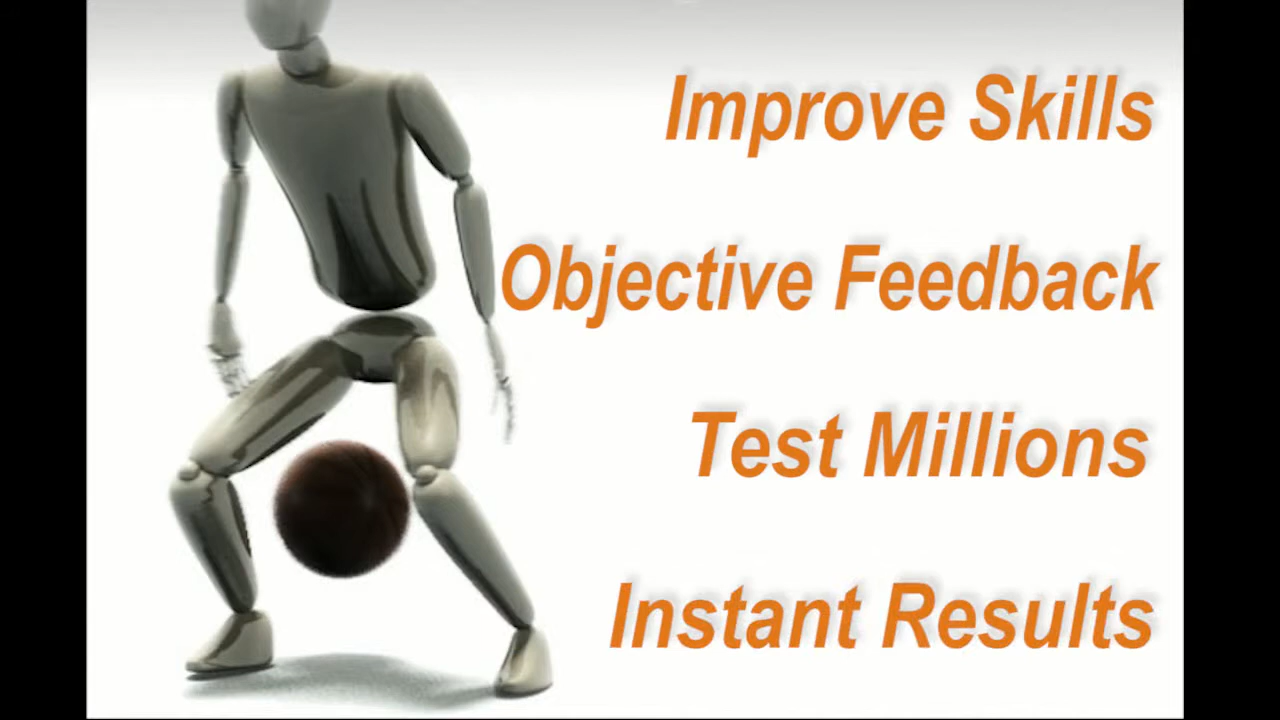 Improve Skills
Objective Feedback
Test Millions
Instant Results